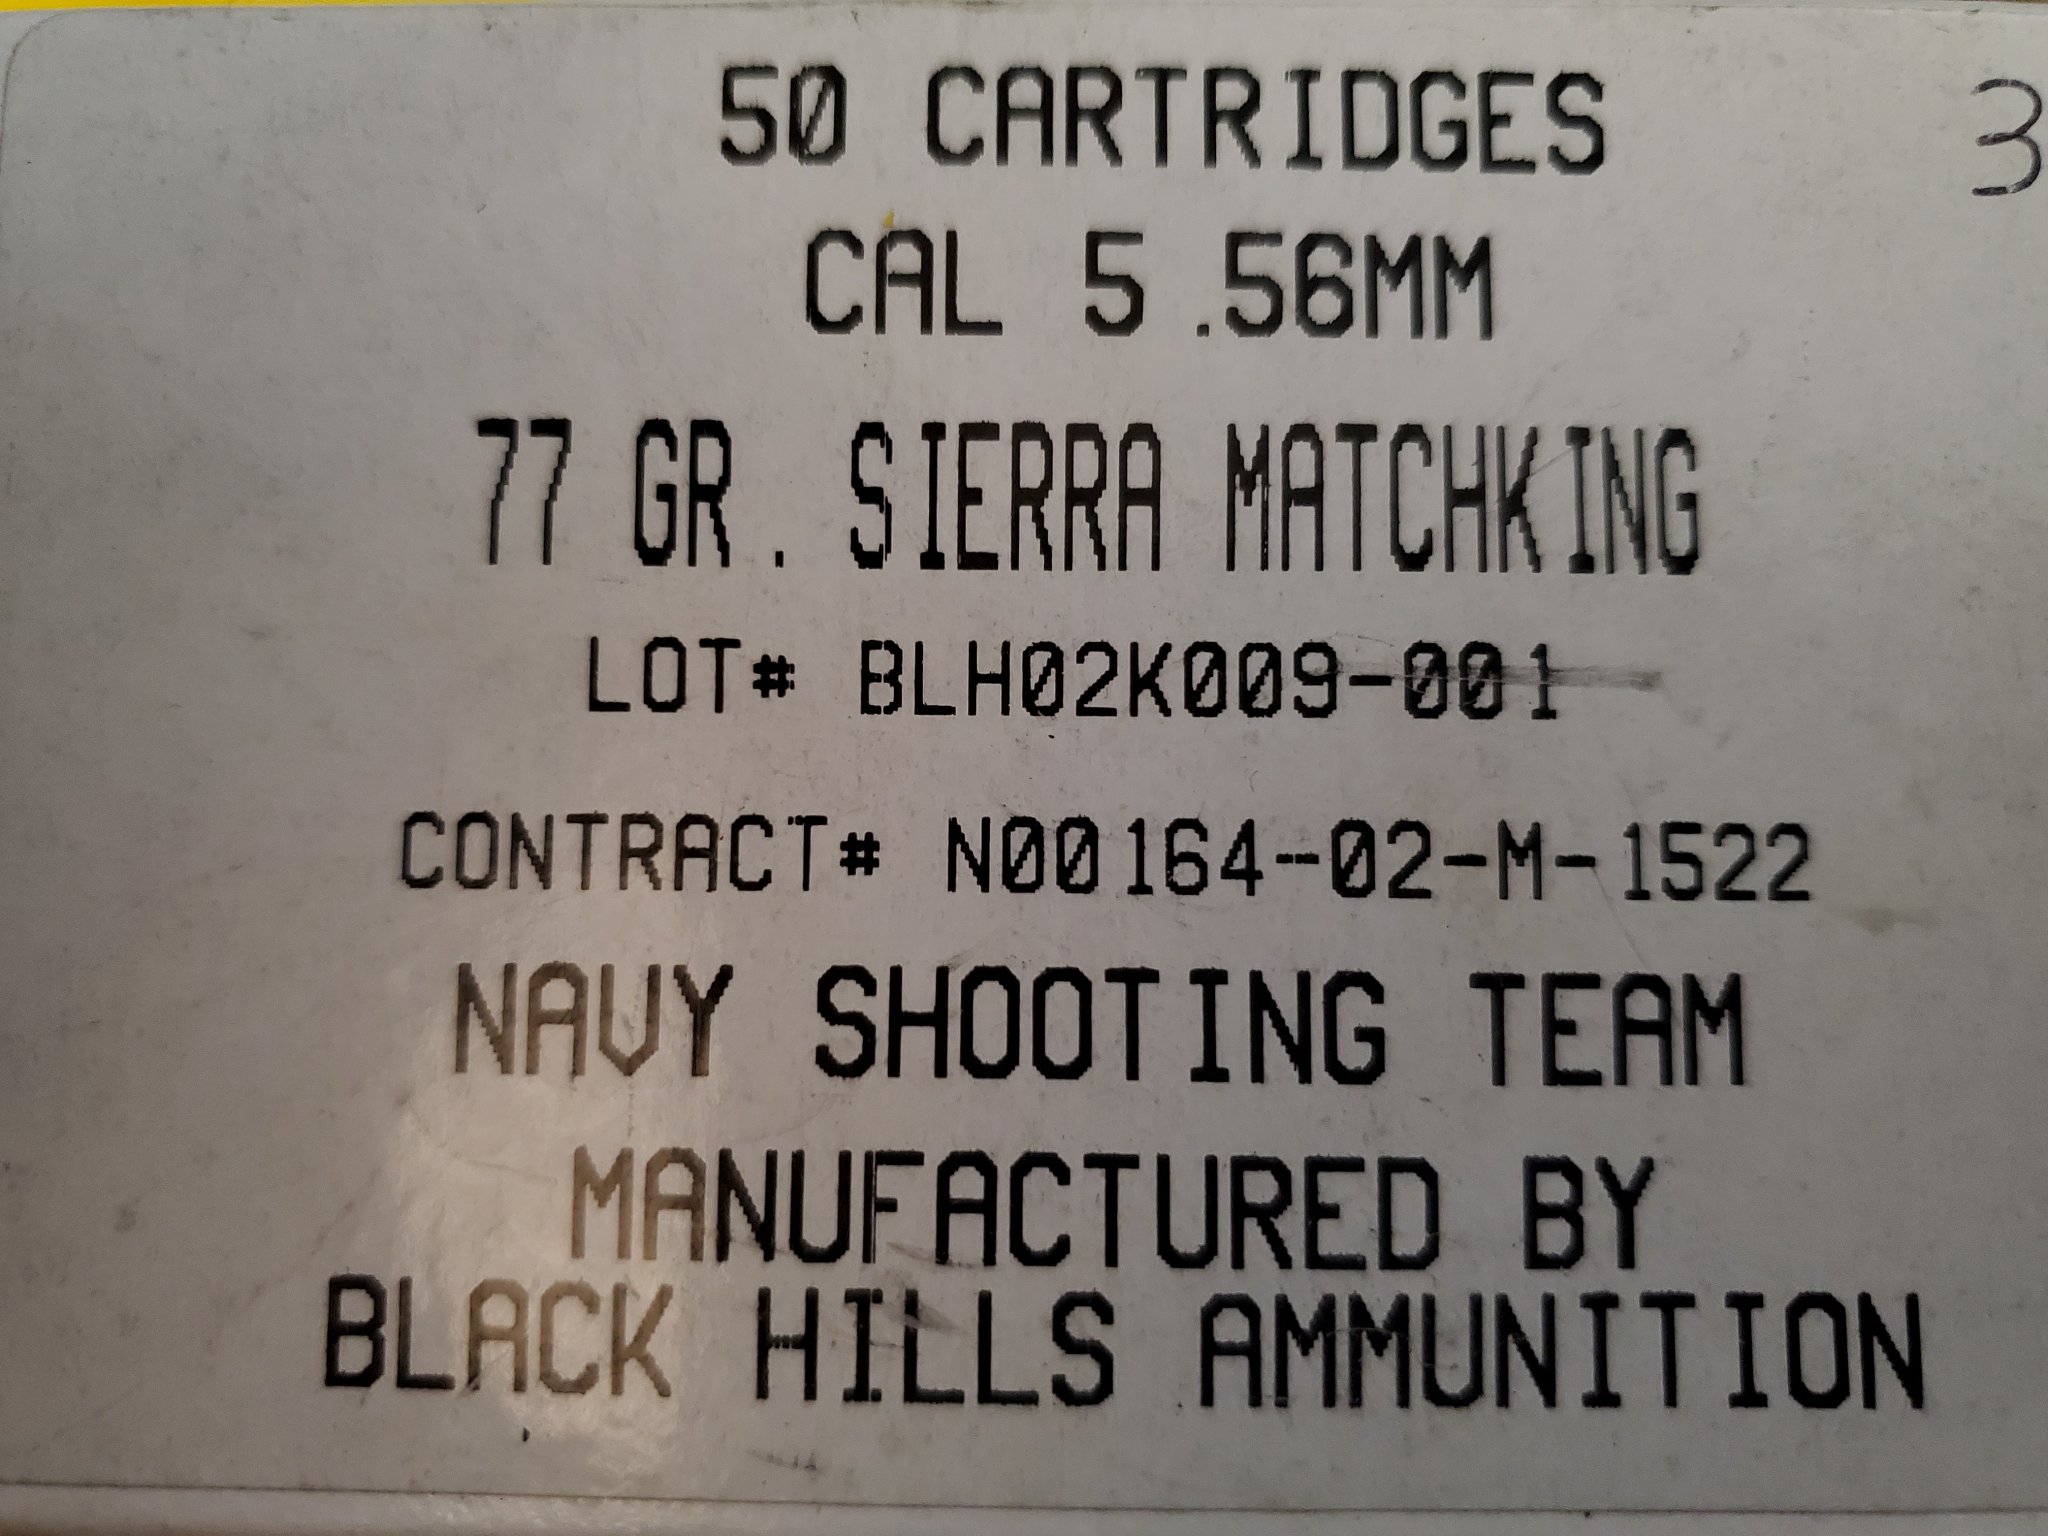 50 CARTRIDGES
3
CAL 5.56MM
77 GR. SIERRA MATCHKING
LOT# BLH02K009-001
CONTRACT# N00164-02-M-1522
NAVY SHOOTING TEAM
MANUFACTURED BY
BLACK HILLS AMMUNITION